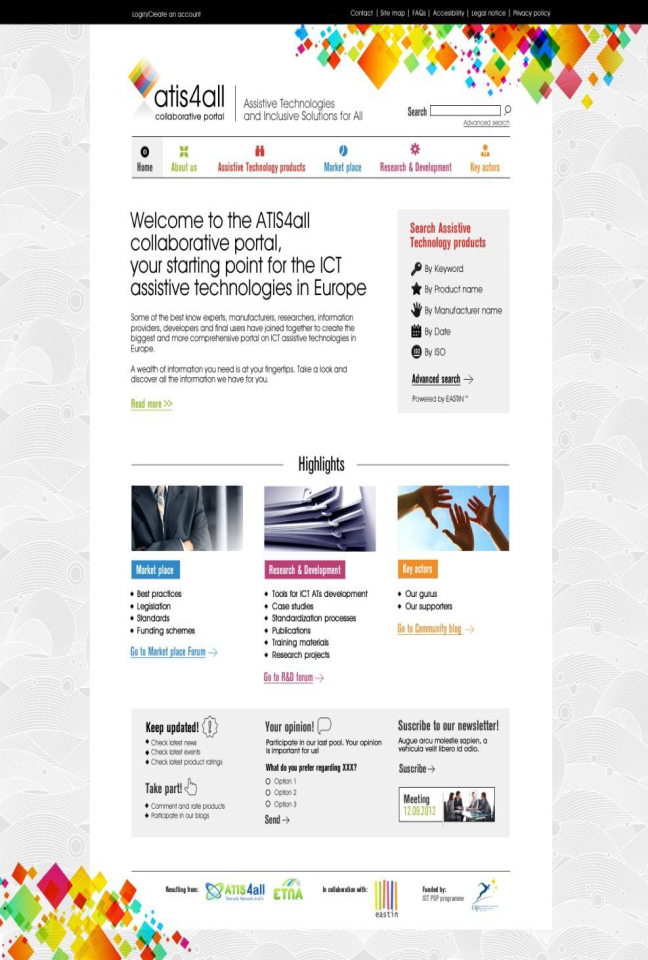 Login/Create an account
Contact | Site map | FAQs | Accesibility | Legal notice | Privacy policy
atis4all
collaborative portal
Assistive Technologies
and Inclusive Solutions for All
Search
Advanced search
Home
About us
Assistive Technology products
Market place
Research & Development
Key actors
Welcome to the ATIS4all
collaborative portal,
your starting point for the ICT
assistive technologies in Europe
Some of the best know experts, manufacturers, researchers, information
providers, developers and final users have joined together to create the
biggest and more comprehensive portal on ICT assistive technologies in
Europe.
A wealth of information you need is at your fingertips. Take a look and
discover all the information we have for you.
Read more >>
Search Assistive
Technology products
By Keyword
By Product name
By Manufacturer name
By Date
By ISO
Advanced search →
Powered by EASTIN™
Highlights
Market place
Best practices
Legislation
Standards
Funding schemes
Go to Market place Forum →
Research & Development
Tools for ICT ATs development
Case studies
Standardization processes
Publications
Training materials
Research projects
Go to R&D forum →
Key actors
Our gurus
Our supporters
Go to Community blog →
Keep updated!
Check latest news
Check latest events
Check latest product ratings
Take part!
Comment and rate products
Participate in our blogs
Your opinion!
Participate in our last pool. Your opinion
is important for us!
What do you prefer regarding XXX?
Option 1
Option 2
Option 3
Send →
Suscribe to our newsletter!
Augue arcu molestie sapien, a
vehicula velit libero id odio.
Suscribe →
Meeting
12.09.2012
Resulting from:
ATIS4all
ETNA
In collaboration with:
eastin
Funded by:
ICT PSP programme
cip